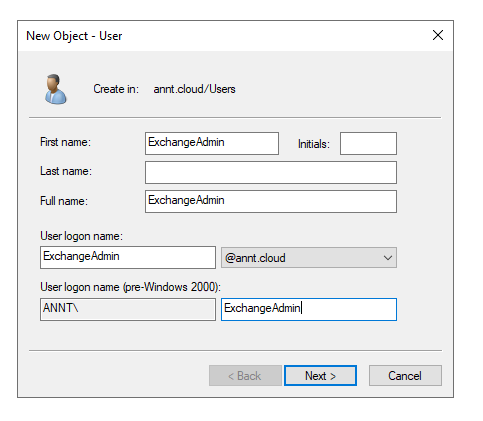 New Object - User
Create in: annt.cloud/Users
First name: ExchangeAdmin Initials:
Last name:
Full name: ExchangeAdmin
User logon name:
ExchangeAdmin @annt.cloud
User logon name (pre-Windows 2000):
ANNT\ ExchangeAdmin
< Back Next > Cancel